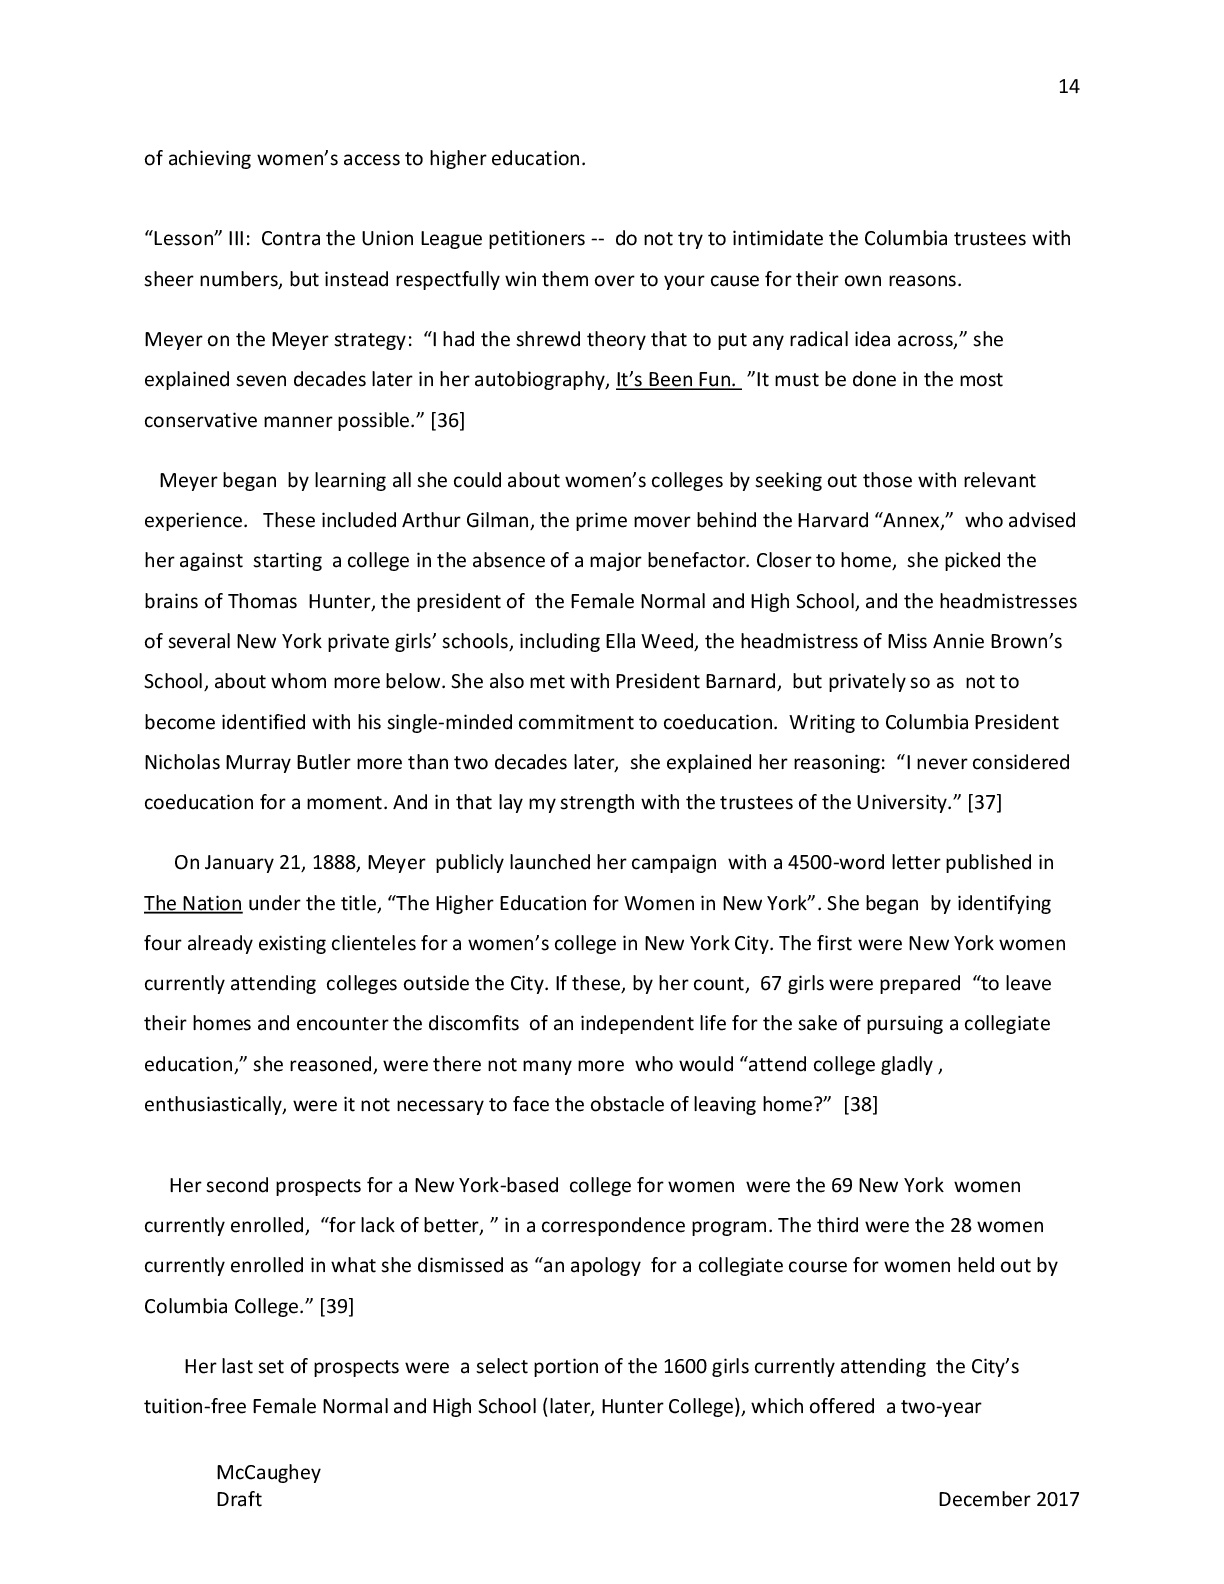 14
of achieving women’s access to higher education.
“Lesson” III:  Contra the Union League petitioners --  do not try to intimidate the Columbia trustees with
sheer numbers, but instead respectfully win them over to your cause for their own reasons.
Meyer on the Meyer strategy:  “I had the shrewd theory that to put any radical idea across,” she
explained seven decades later in her autobiography, It’s Been Fun.  ”It must be done in the most
conservative manner possible.” [36]
Meyer began  by learning all she could about women’s colleges by seeking out those with relevant
experience.   These included Arthur Gilman, the prime mover behind the Harvard “Annex,”  who advised
her against  starting  a college in the absence of a major benefactor. Closer to home,  she picked the
brains of Thomas  Hunter, the president of  the Female Normal and High School, and the headmistresses
of several New York private girls’ schools, including Ella Weed, the headmistress of Miss Annie Brown’s
School, about whom more below. She also met with President Barnard,  but privately so as  not to
become identified with his single-minded commitment to coeducation.  Writing to Columbia President
Nicholas Murray Butler more than two decades later,  she explained her reasoning:  “I never considered
coeducation for a moment. And in that lay my strength with the trustees of the University.” [37]
On January 21, 1888, Meyer  publicly launched her campaign  with a 4500-word letter published in
The Nation under the title, “The Higher Education for Women in New York”. She began  by identifying
four already existing clienteles for a women’s college in New York City. The first were New York women
currently attending  colleges outside the City. If these, by her count,  67 girls were prepared  “to leave
their homes and encounter the discomfits  of an independent life for the sake of pursuing a collegiate
education,” she reasoned, were there not many more  who would “attend college gladly ,
enthusiastically, were it not necessary to face the obstacle of leaving home?”  [38]
Her second prospects for a New York-based  college for women  were the 69 New York  women
currently enrolled,  “for lack of better, ” in a correspondence program. The third were the 28 women
currently enrolled in what she dismissed as “an apology  for a collegiate course for women held out by
Columbia College.” [39]
Her last set of prospects were  a select portion of the 1600 girls currently attending  the City’s
tuition-free Female Normal and High School (later, Hunter College), which offered  a two-year
McCaughey
Draft December 2017